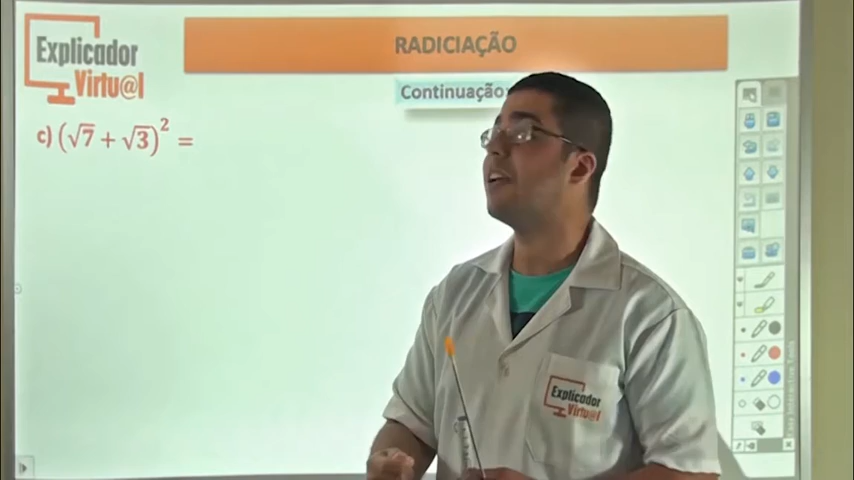 Explicador
Virtu@l
RADICIAÇÃO
Continuação:
c) (√7 + √3)² =
Explicador
Virtu@l